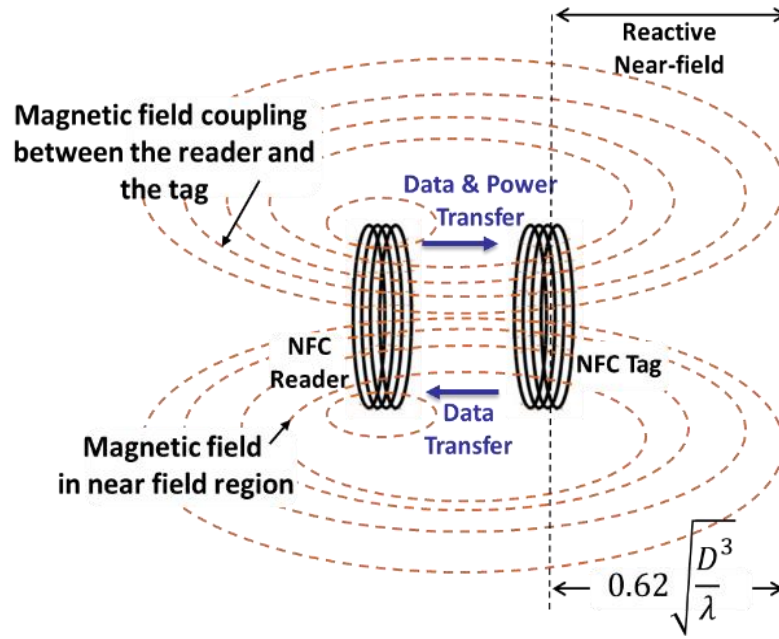 Reactive
Near-field
Magnetic field coupling
between the reader and
the tag
Data & Power
Transfer
NFC
Reader
NFC Tag
Data
Transfer
Magnetic field
in near field region
0.62 √(D³/λ)